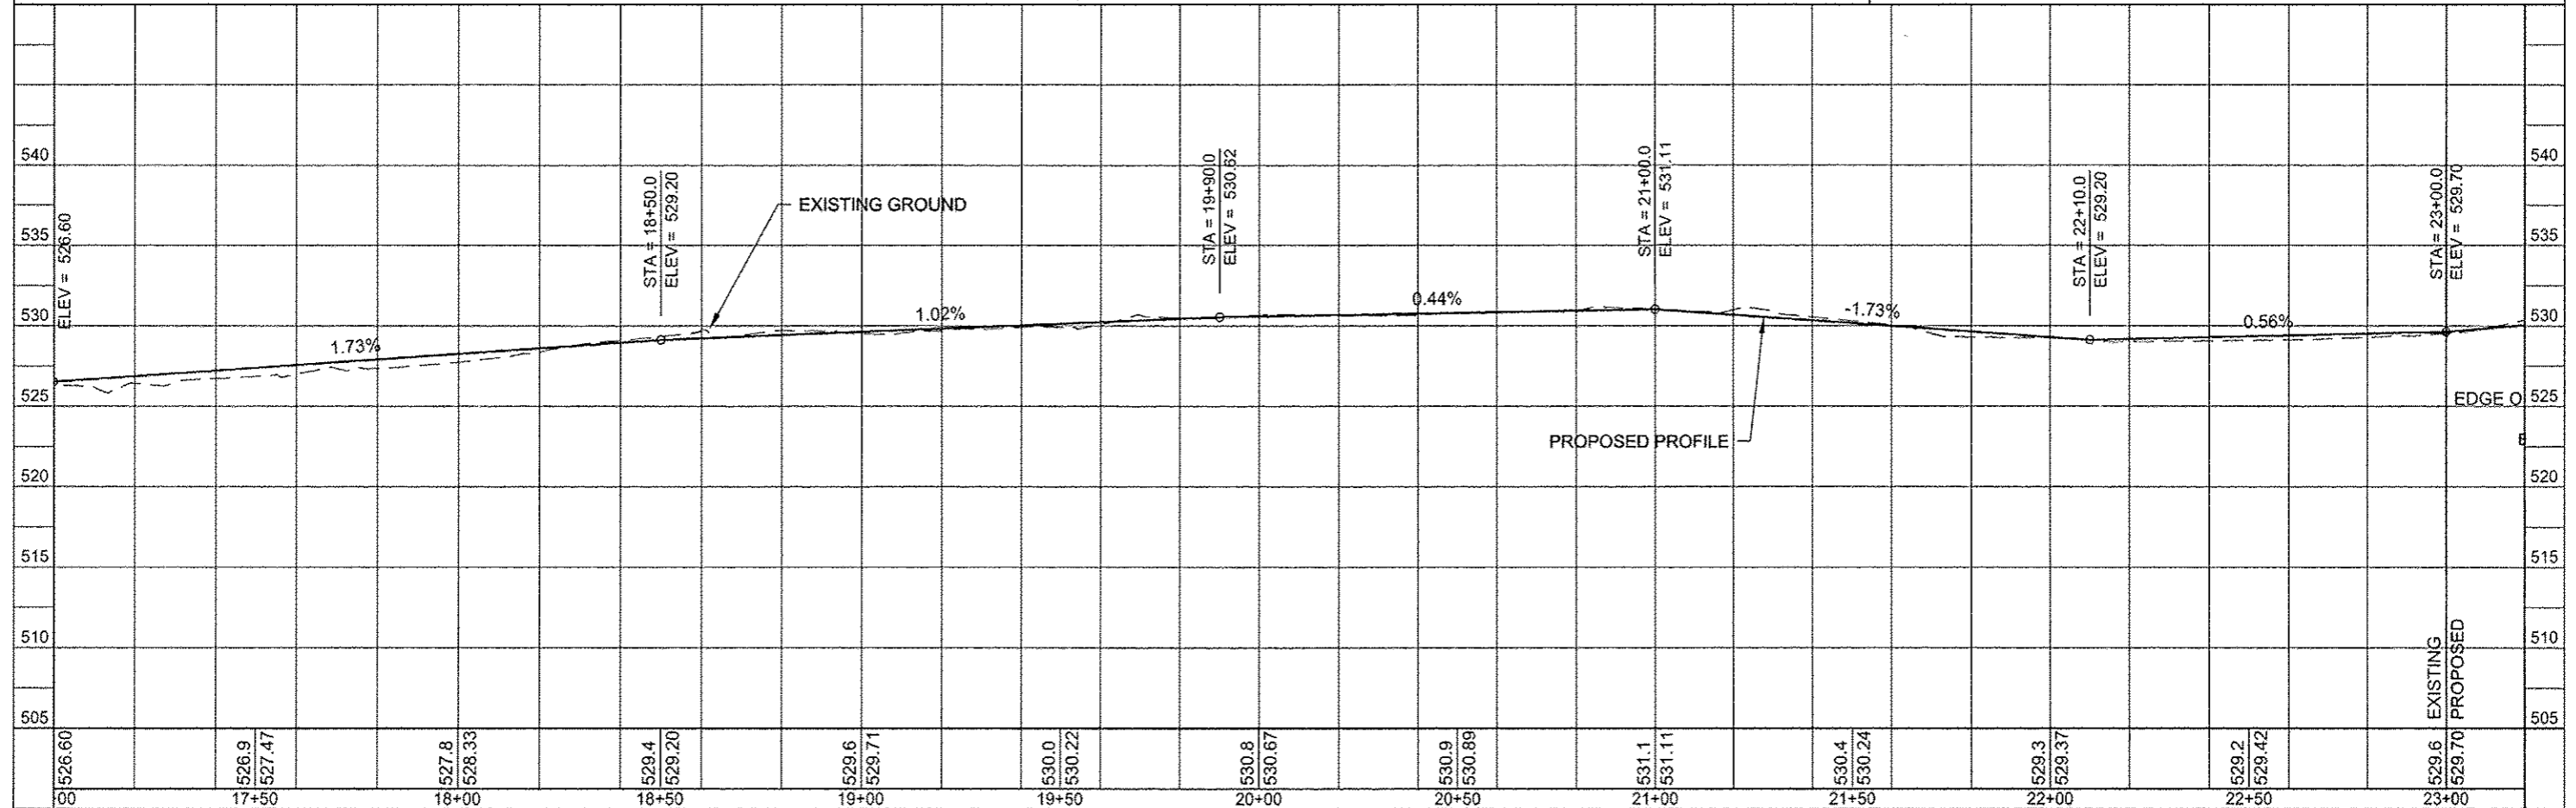 540
535
530
525
520
515
510
505
540
535
530
525
520
515
510
505
ELEV = 526.60
STA = 18+50.0
ELEV = 529.20
EXISTING GROUND
STA = 19+90.0
ELEV = 530.62
STA = 21+00.0
ELEV = 531.11
STA = 22+10.0
ELEV = 529.20
STA = 23+00.0
ELEV = 529.70
1.73%
1.02%
0.44%
-1.73%
0.56%
PROPOSED PROFILE
EDGE O
E
EXISTING
PROPOSED
526.60
526.9
527.47
527.8
528.33
529.4
529.20
529.6
529.71
530.0
530.22
530.8
530.67
530.9
530.89
531.1
531.11
530.4
530.24
529.3
529.37
529.2
529.42
529.6
529.70
00 17+50 18+00 18+50 19+00 19+50 20+00 20+50 21+00 21+50 22+00 22+50 23+00